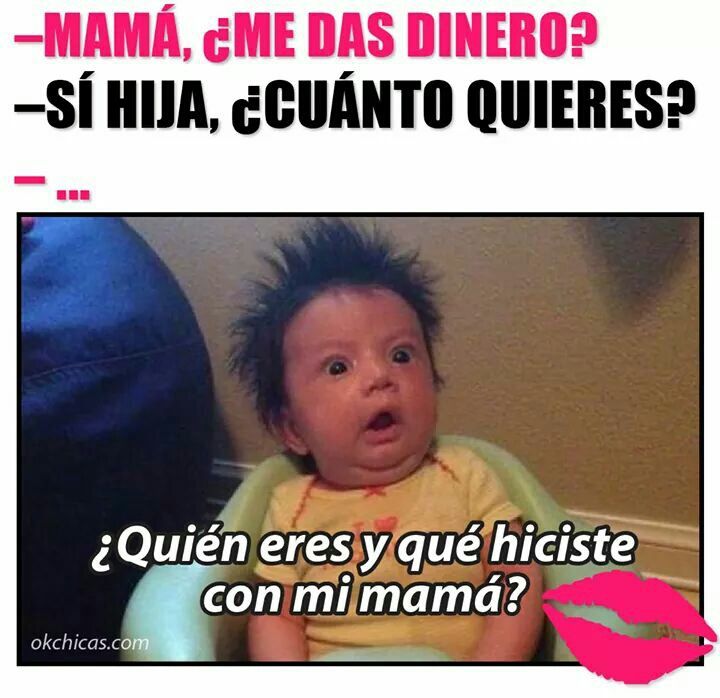 –MAMÁ, ¿ME DAS DINERO?
–SÍ HIJA, ¿CUÁNTO QUIERES?
– ...
¿Quién eres y qué hiciste
con mi mamá?
okchicas.com